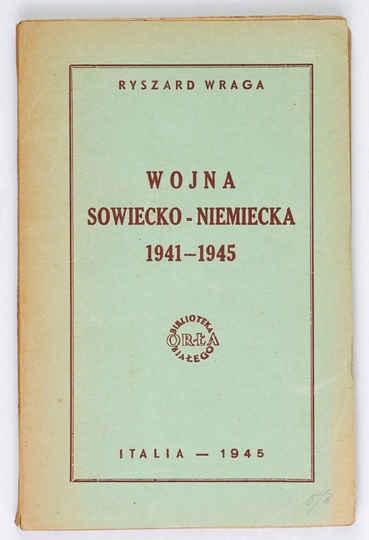 RYSZARD WRAGA
WOJNA
SOWIECKO - NIEMIECKA
1941—1945
BIBLIOTEKA
ORŁA
BIAŁEGO
ITALIA — 1945